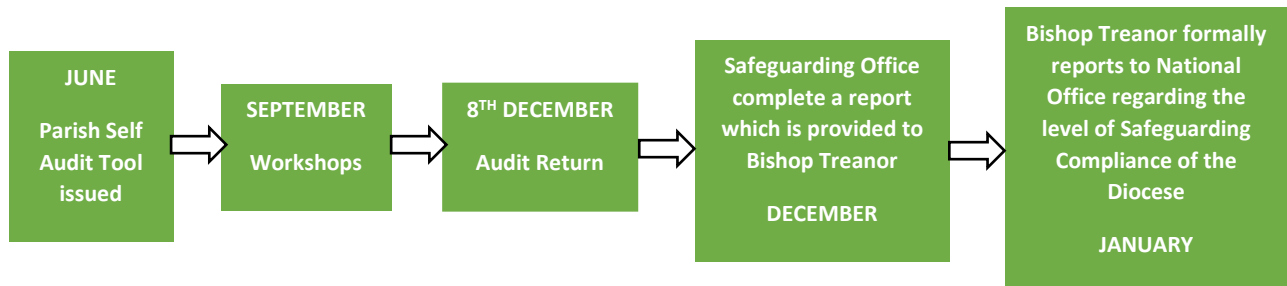 JUNE
Parish Self
Audit Tool
issued
SEPTEMBER
Workshops
8TH DECEMBER
Audit Return
Safeguarding Office
complete a report
which is provided to
Bishop Treanor
DECEMBER
Bishop Treanor formally
reports to National
Office regarding the
level of Safeguarding
Compliance of the
Diocese
JANUARY